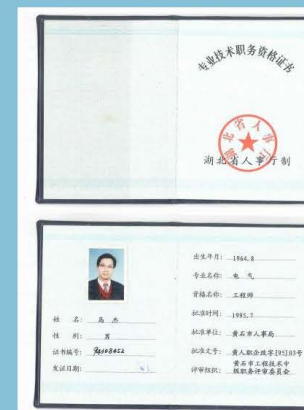 专业技术职务资格证书
湖北省人事厅制
出生年月: 1964.8
专业名称: 电气
资格名称: 工程师
批准时间: 1995.7
批准单位: 黄石市人事局
批准文号: 黄人职企改字[95]03号
评审组织: 黄石市工程技术中
级职务评审委员会
姓 名: 马杰
性 别: 男
证书编号:
发证日期: